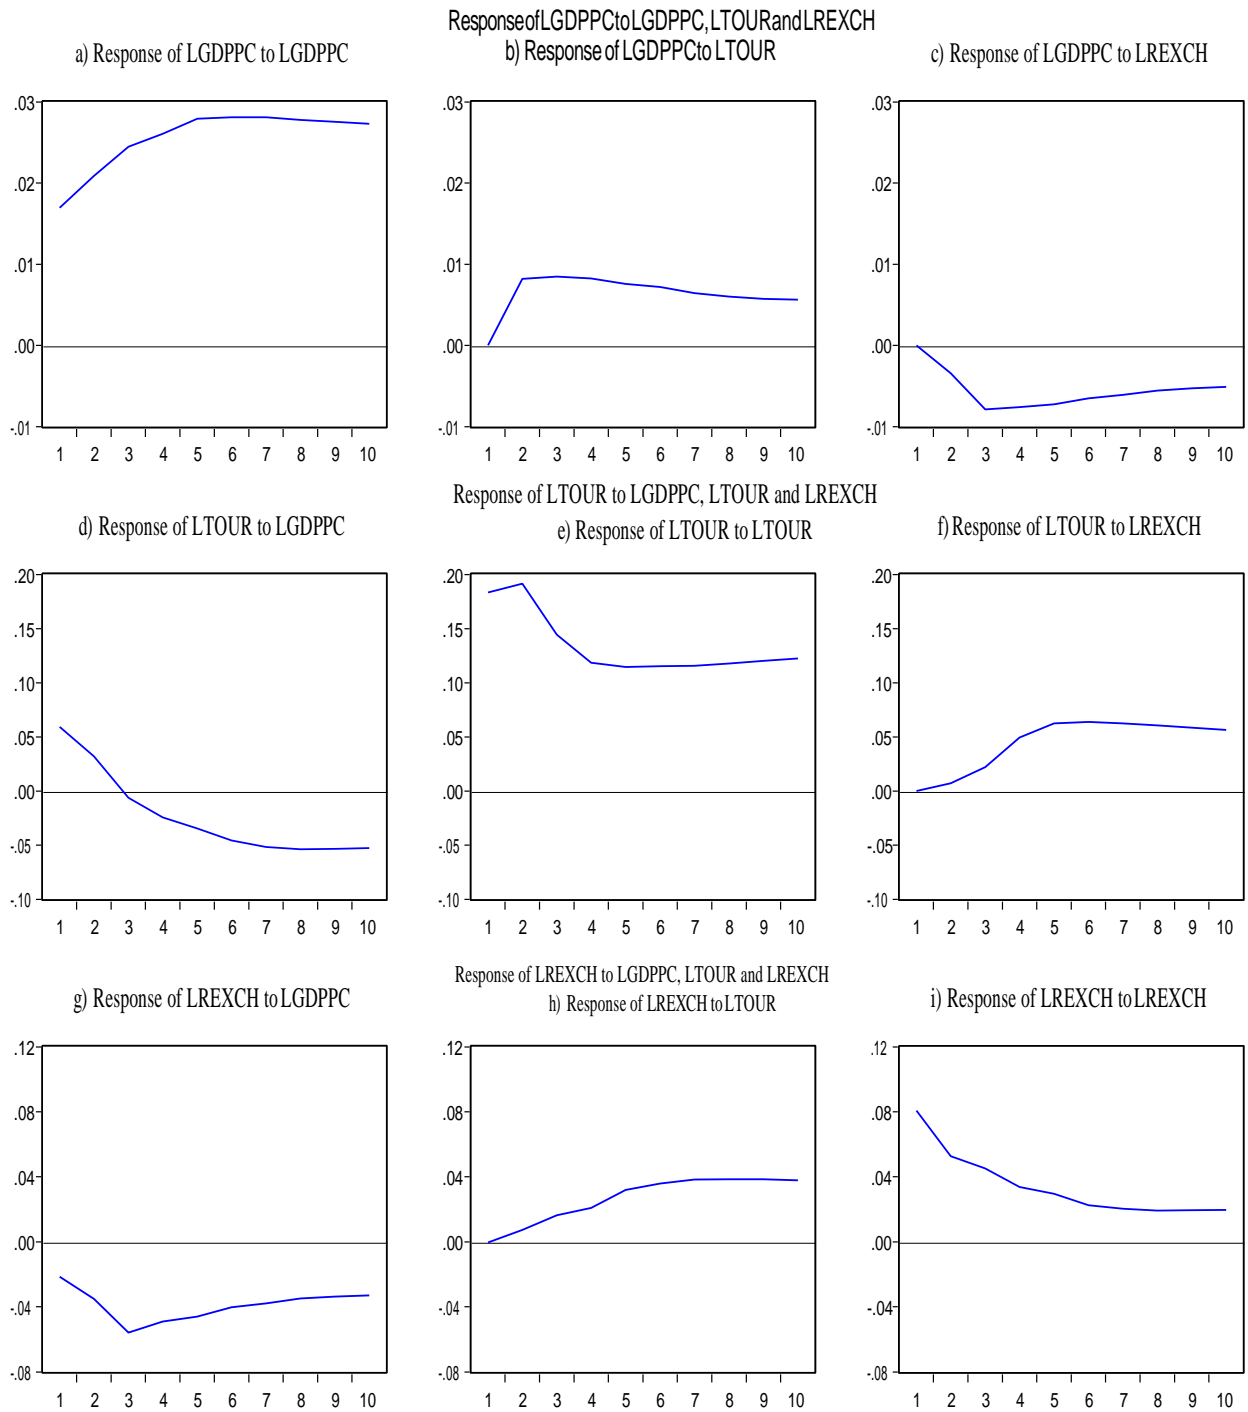 Response of LGDPPC to LGDPPC, LTOUR and LREXCH
a) Response of LGDPPC to LGDPPC
b) Response of LGDPPC to LTOUR
c) Response of LGDPPC to LREXCH
.03
.02
.01
.00
-.01
1 2 3 4 5 6 7 8 9 10
.03
.02
.01
.00
-.01
1 2 3 4 5 6 7 8 9 10
.03
.02
.01
.00
-.01
1 2 3 4 5 6 7 8 9 10
Response of LTOUR to LGDPPC, LTOUR and LREXCH
d) Response of LTOUR to LGDPPC
e) Response of LTOUR to LTOUR
f) Response of LTOUR to LREXCH
.20
.15
.10
.05
.00
-.05
-.10
1 2 3 4 5 6 7 8 9 10
.20
.15
.10
.05
.00
-.05
-.10
1 2 3 4 5 6 7 8 9 10
.20
.15
.10
.05
.00
-.05
-.10
1 2 3 4 5 6 7 8 9 10
Response of LREXCH to LGDPPC, LTOUR and LREXCH
g) Response of LREXCH to LGDPPC
h) Response of LREXCH to LTOUR
i) Response of LREXCH to LREXCH
.12
.08
.04
.00
-.04
-.08
1 2 3 4 5 6 7 8 9 10
.12
.08
.04
.00
-.04
-.08
1 2 3 4 5 6 7 8 9 10
.12
.08
.04
.00
-.04
-.08
1 2 3 4 5 6 7 8 9 10